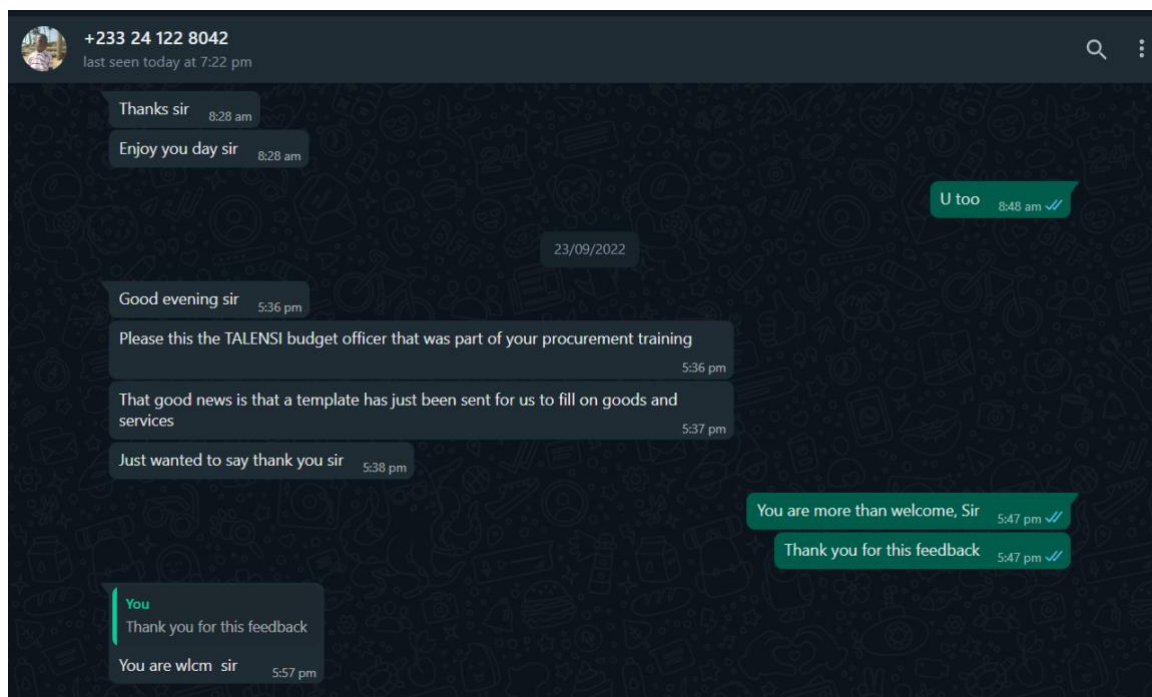 +233 24 122 8042
last seen today at 7:22 pm
Thanks sir 8:28 am
Enjoy you day sir 8:28 am
U too 8:48 am
23/09/2022
Good evening sir 5:36 pm
Please this the TALENSI budget officer that was part of your procurement training
5:36 pm
That good news is that a template has just been sent for us to fill on goods and
services 5:37 pm
Just wanted to say thank you sir 5:38 pm
You are more than welcome, Sir 5:47 pm
Thank you for this feedback 5:47 pm
You
Thank you for this feedback
You are wlcm sir 5:57 pm